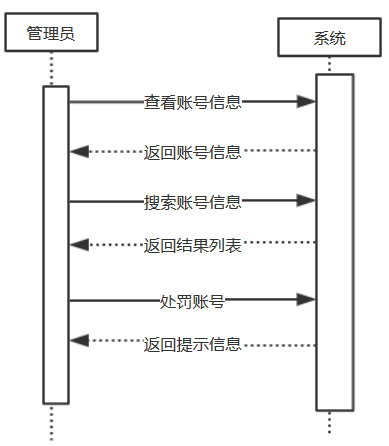 管理员
系统
查看账号信息
返回账号信息
搜索账号信息
返回结果列表
处罚账号
返回提示信息